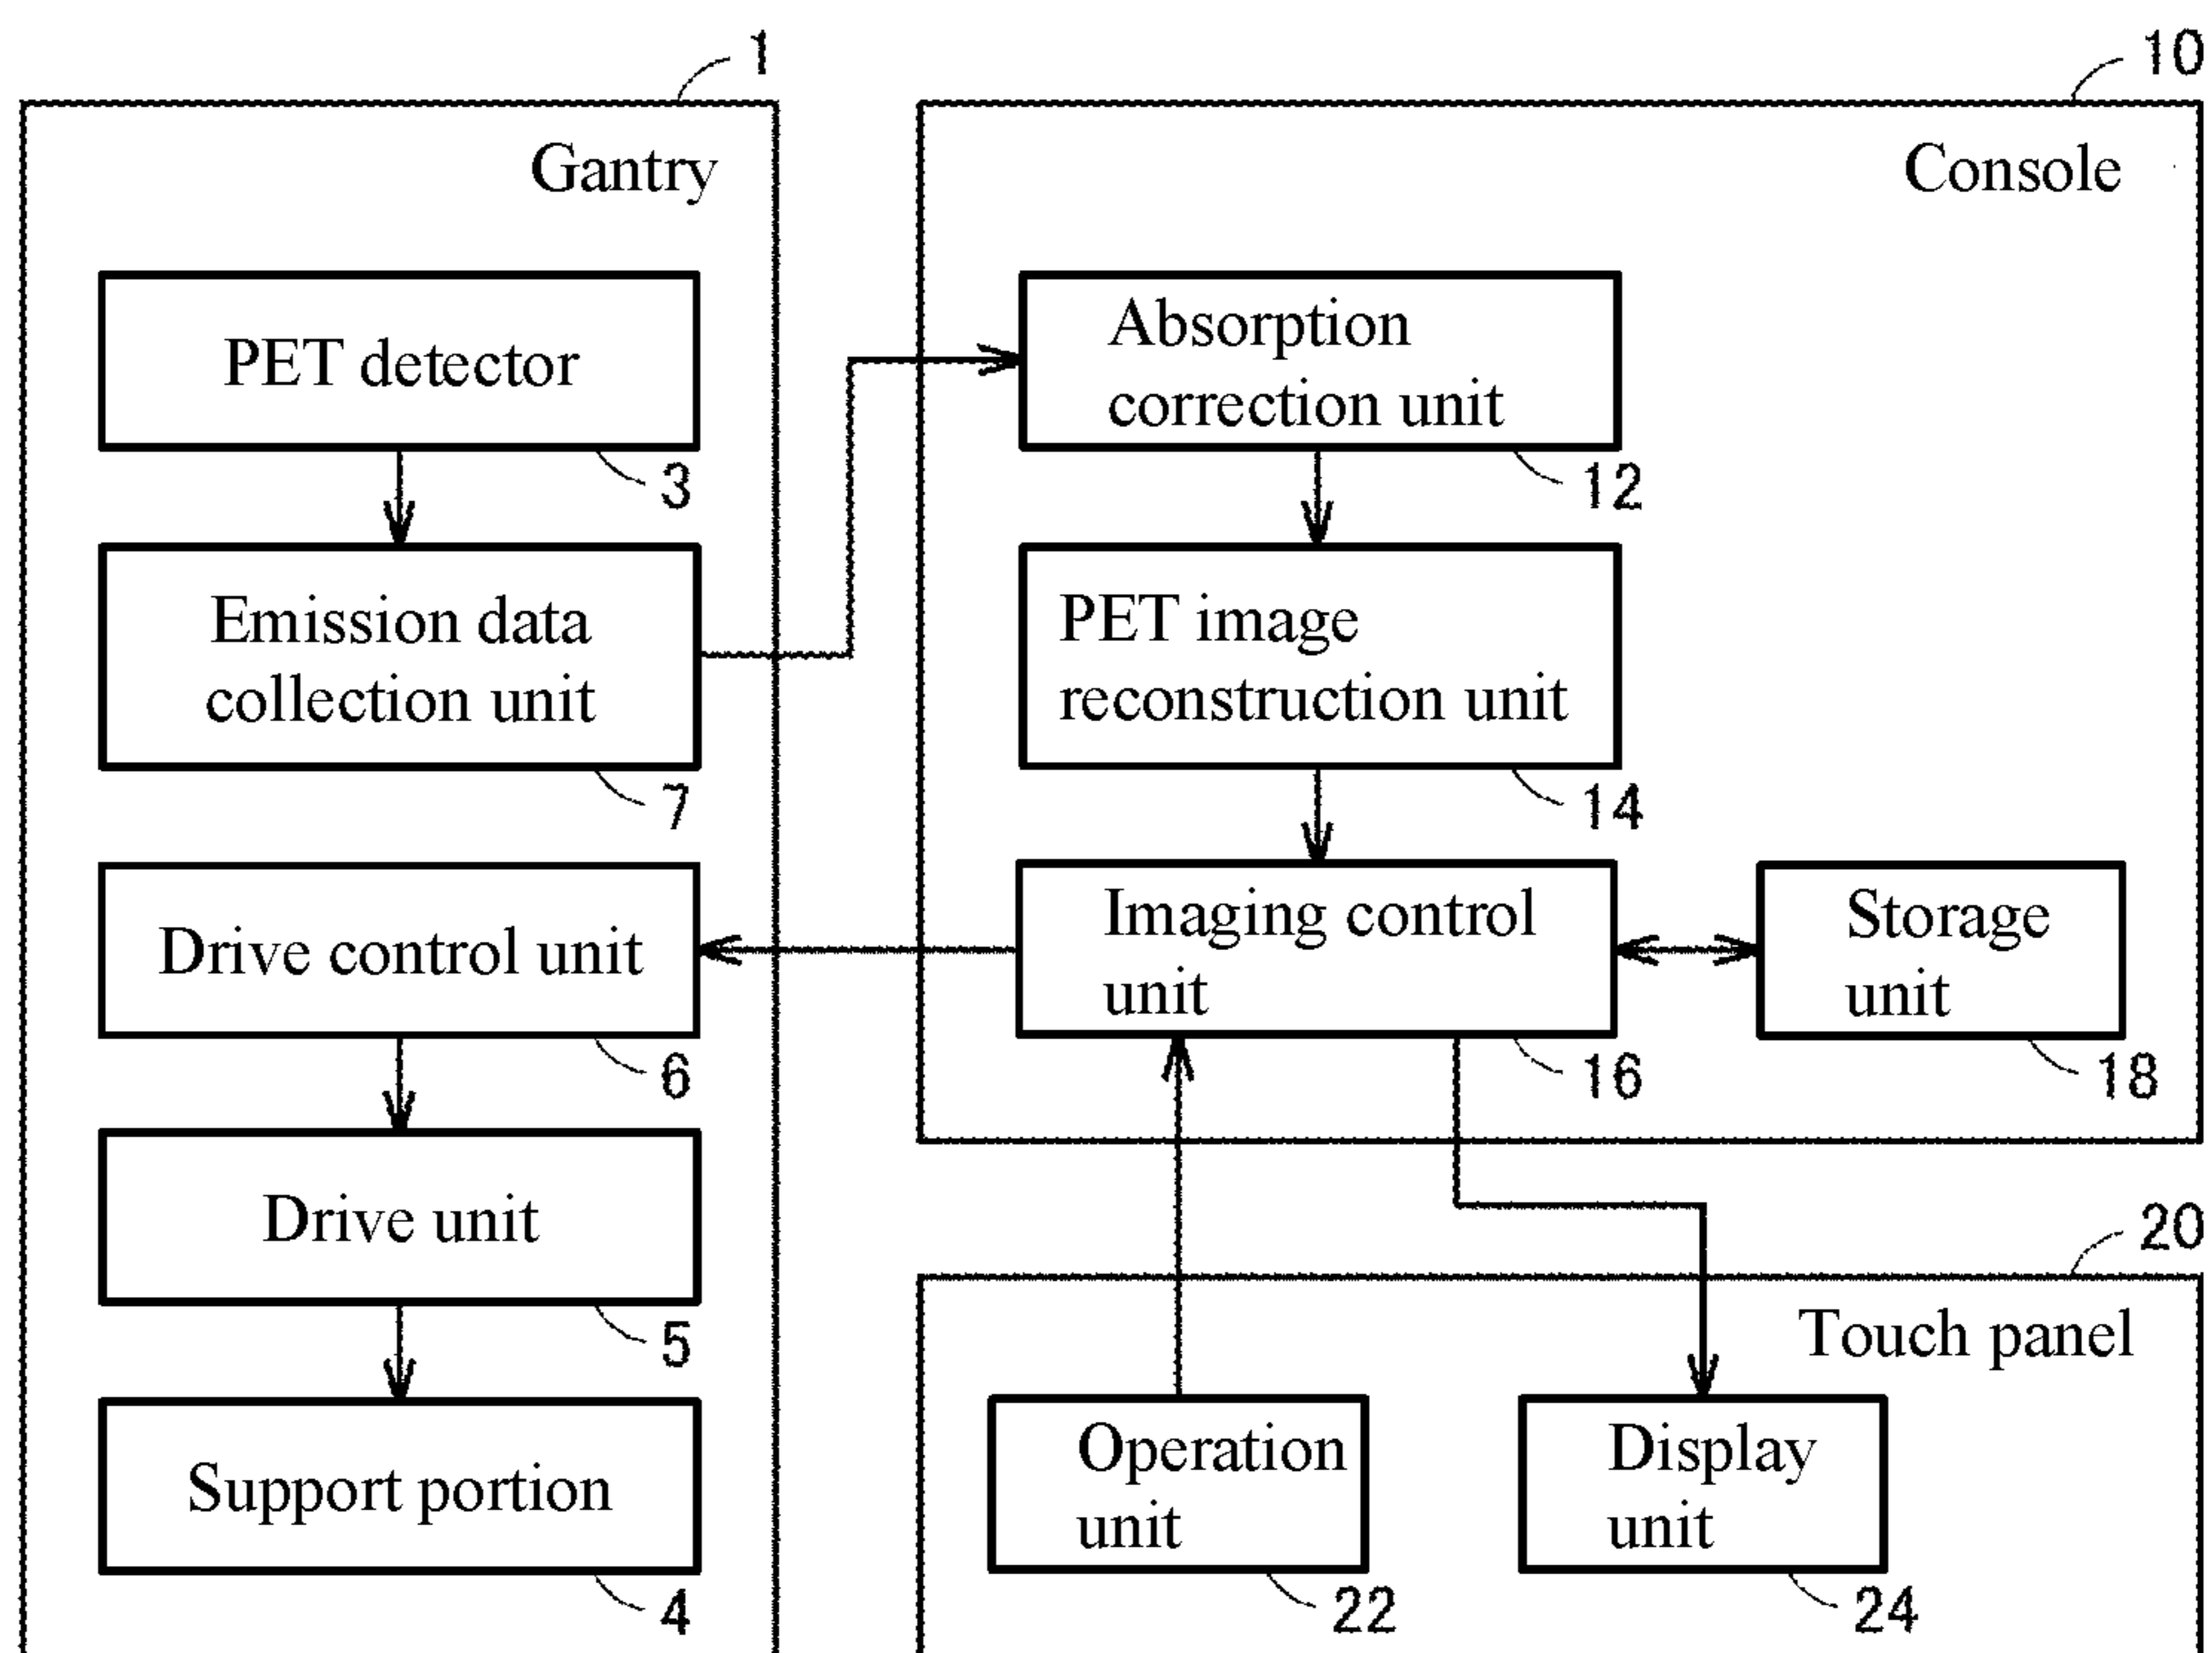 1
Gantry
PET detector
3
Emission data
collection unit
7
Drive control unit
6
Drive unit
5
Support portion
4
10
Console
Absorption
correction unit
12
PET image
reconstruction unit
14
Imaging control
unit
16
Storage
unit
18
20
Touch panel
Operation
unit
22
Display
unit
24